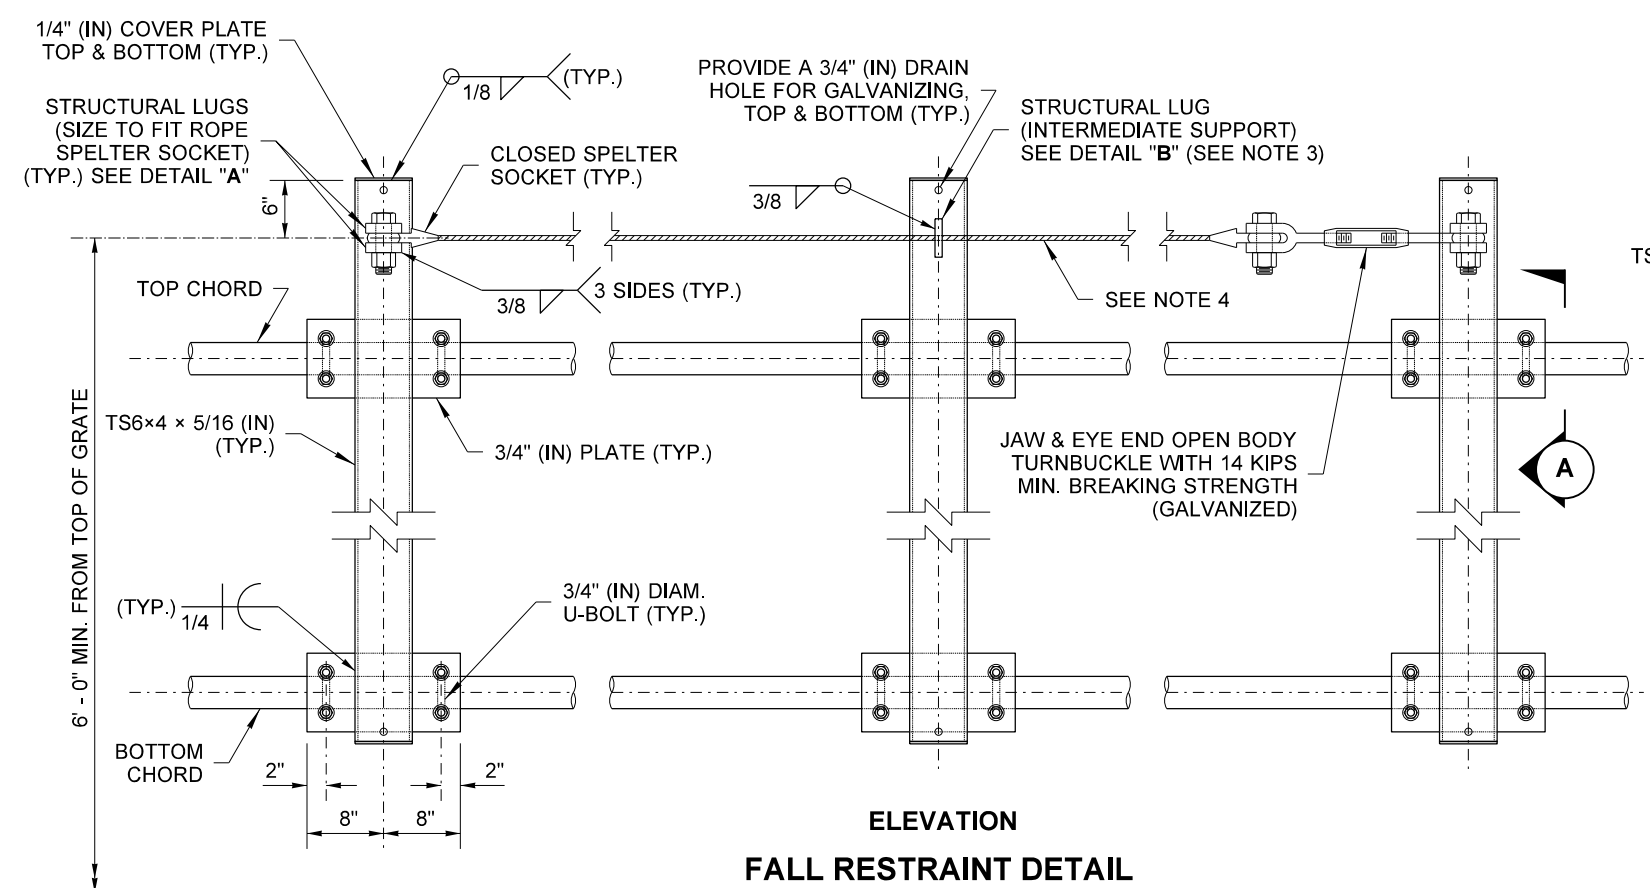 1/4" (IN) COVER PLATE
TOP & BOTTOM (TYP.)
1/8
(TYP.)
STRUCTURAL LUGS
(SIZE TO FIT ROPE
SPELTER SOCKET)
(TYP.) SEE DETAIL "A"
CLOSED SPELTER
SOCKET (TYP.)
PROVIDE A 3/4" (IN) DRAIN
HOLE FOR GALVANIZING,
TOP & BOTTOM (TYP.)
STRUCTURAL LUG
(INTERMEDIATE SUPPORT)
SEE DETAIL "B" (SEE NOTE 3)
3/8
6"
TS
TOP CHORD
3/8
3 SIDES (TYP.)
SEE NOTE 4
6' - 0" MIN. FROM TOP OF GRATE
TS6×4 × 5/16 (IN)
(TYP.)
3/4" (IN) PLATE (TYP.)
JAW & EYE END OPEN BODY
TURNBUCKLE WITH 14 KIPS
MIN. BREAKING STRENGTH
(GALVANIZED)
A
(TYP.)
1/4
3/4" (IN) DIAM.
U-BOLT (TYP.)
BOTTOM
CHORD
2"
2"
8"
8"
ELEVATION
FALL RESTRAINT DETAIL